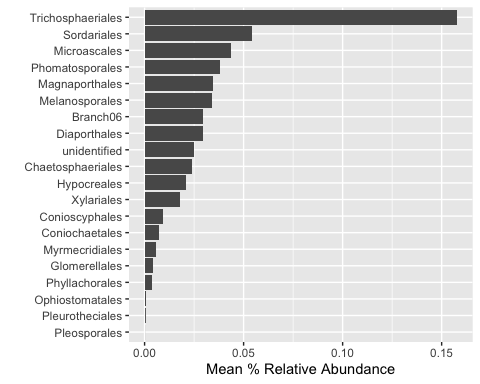 Trichosphaeriales
Sordariales
Microascales
Phomatosporales
Magnaporthales
Melanosporales
Branch06
Diaporthales
unidentified
Chaetosphaeriales
Hypocreales
Xylariales
Conioscyphales
Coniochaetales
Myrmecridiales
Glomerellales
Phyllachorales
Ophiostomatales
Pleurotheciales
Pleosporales
0.00 0.05 0.10 0.15
Mean % Relative Abundance